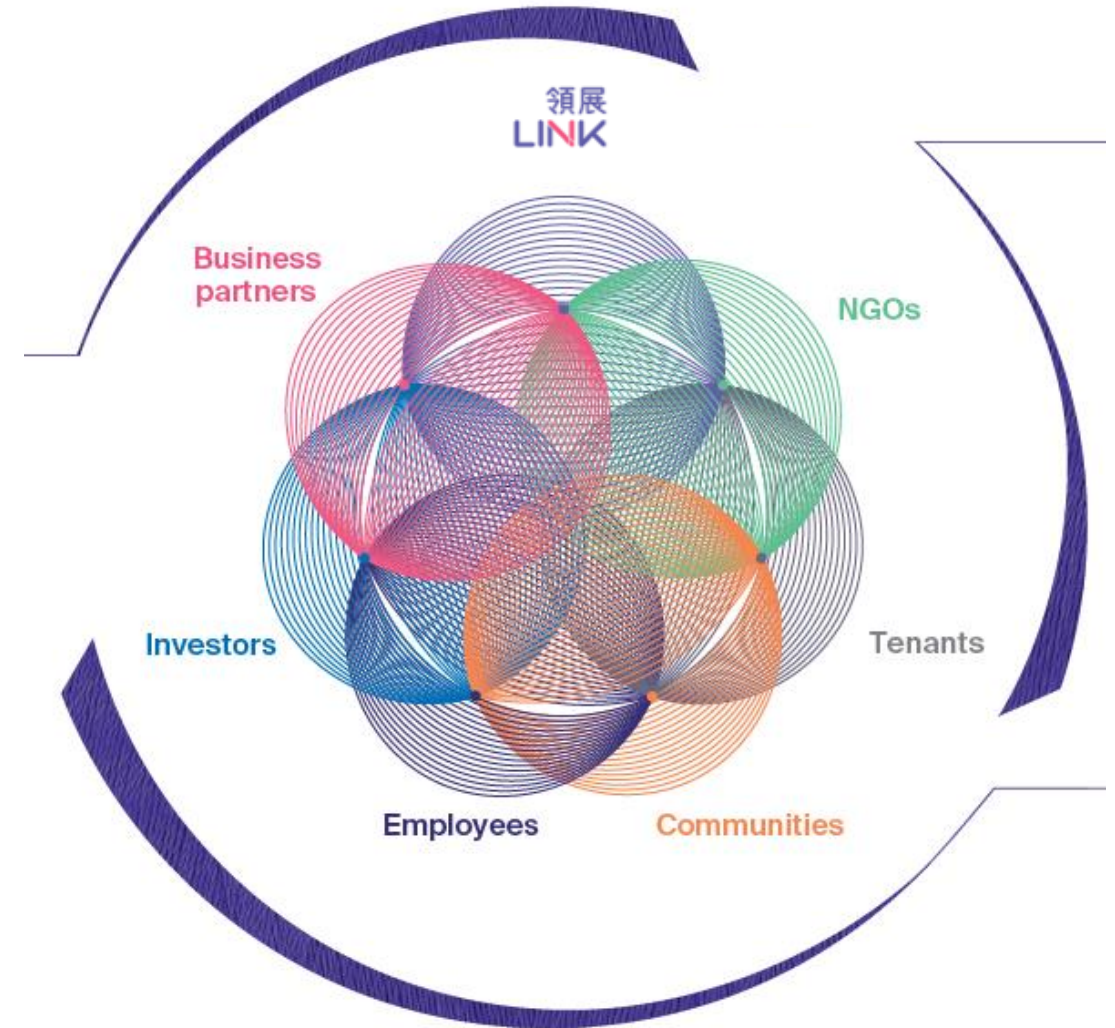 領展
LINK
Business
partners
NGOs
Investors
Tenants
Employees
Communities